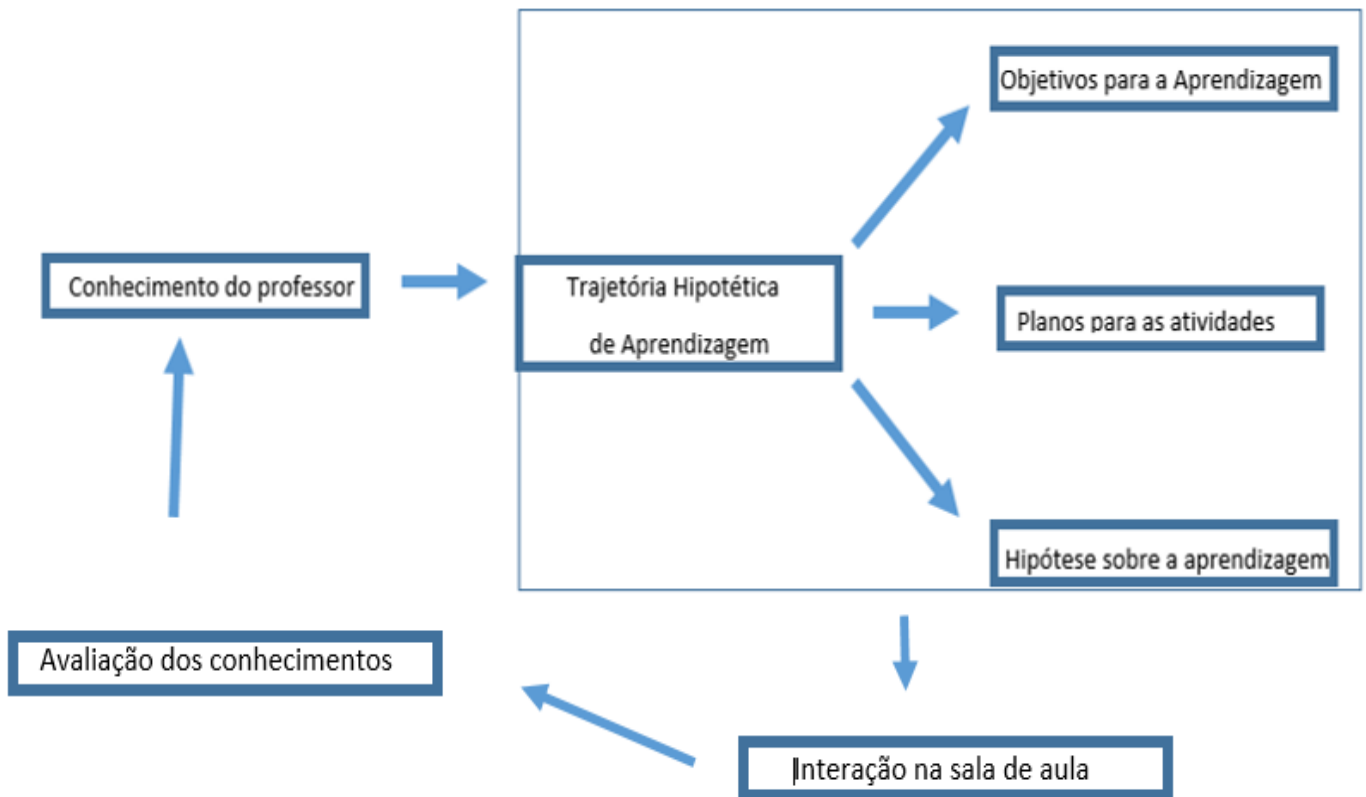 Objetivos para a Aprendizagem
Conhecimento do professor
Trajetória Hipotética
de Aprendizagem
Planos para as atividades
Hipótese sobre a aprendizagem
Avaliação dos conhecimentos
Interação na sala de aula